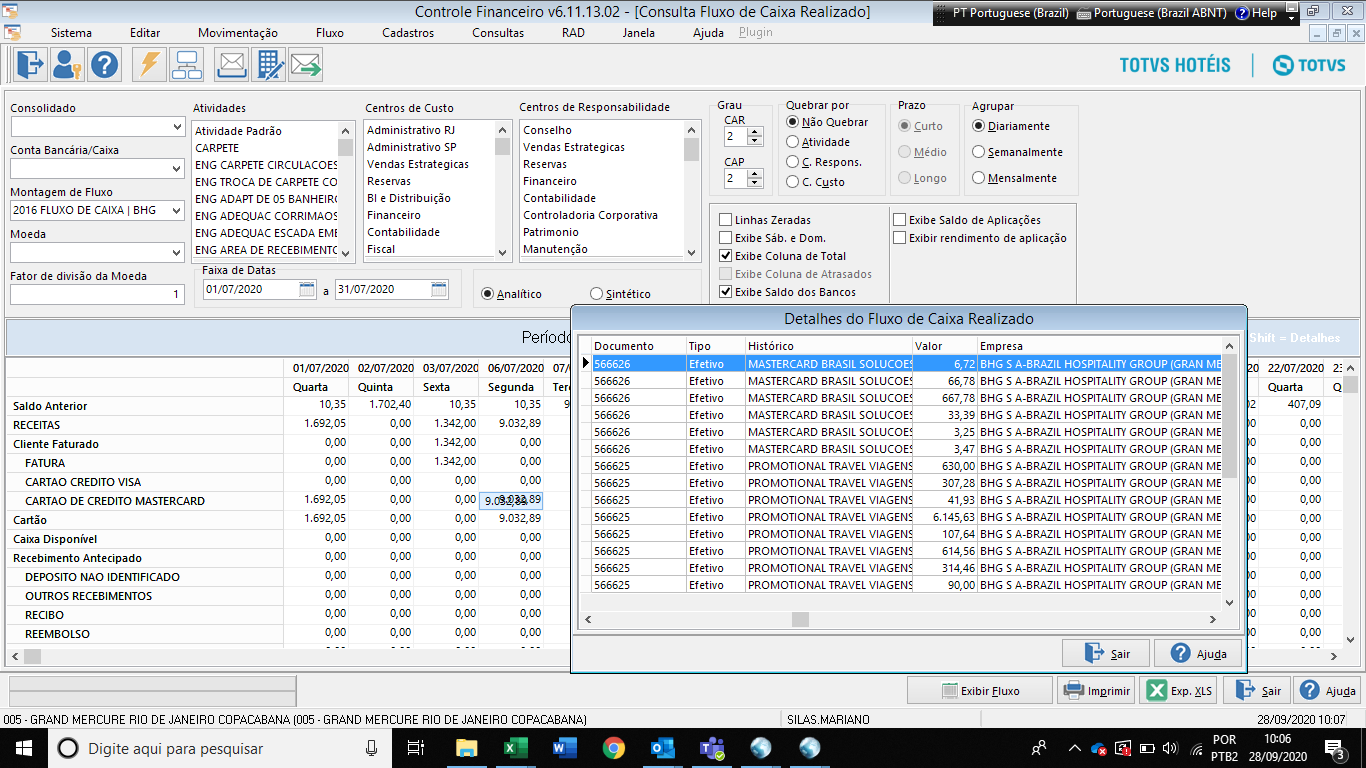 Controle Financeiro v6.11.13.02 - [Consulta Fluxo de Caixa Realizado]
PT Portuguese (Brazil) Portuguese (Brazil ABNT) Help
Sistema Editar Movimentação Fluxo Cadastros Consultas RAD Janela Ajuda Plugin
TOTVS HOTÉIS TOTVS
Consolidado
Conta Bancária/Caixa
Montagem de Fluxo
2016 FLUXO DE CAIXA | BHG
Moeda
Fator de divisão da Moeda
1
Atividades
Atividade Padrão
CARPETE
ENG CARPETE CIRCULACOES
ENG TROCA DE CARPETE CO
ENG ADAPT DE 05 BANHEIRO
ENG ADEQUAC CORRIMAOS
ENG ADEQUAC ESCADA EME
ENG AREA DE RECEBIMENTO
Centros de Custo
Administrativo RJ
Administrativo SP
Vendas Estrategicas
Reservas
BI e Distribuição
Financeiro
Contabilidade
Fiscal
Centros de Responsabilidade
Conselho
Vendas Estrategicas
Reservas
Financeiro
Contabilidade
Controladoria Corporativa
Patrimonio
Manutenção
Grau
CAR
2
CAP
2
Quebrar por
Não Quebrar
Atividade
C. Respons.
C. Custo
Prazo
Curto
Médio
Longo
Agrupar
Diariamente
Semanalmente
Mensalmente
Faixa de Datas
01/07/2020 a 31/07/2020
Analítico Sintético
Linhas Zeradas
Exibe Sáb. e Dom.
Exibe Coluna de Total
Exibe Coluna de Atrasados
Exibe Saldo dos Bancos
Exibe Saldo de Aplicações
Exibir rendimento de aplicação
Período
Shift = Detalhes
01/07/2020 02/07/2020 03/07/2020 06/07/2020 07/
Quarta Quinta Sexta Segunda Terc
Saldo Anterior 10,35 1.702,40 10,35 10,35 9
RECEITAS 1.692,05 0,00 1.342,00 9.032,89
Cliente Faturado 0,00 0,00 1.342,00 0,00
FATURA 0,00 0,00 1.342,00 0,00
CARTAO CREDITO VISA 0,00 0,00 0,00 0,00
CARTAO DE CREDITO MASTERCARD 1.692,05 0,00 0,00 9.032,89
9.032,89
Cartão 1.692,05 0,00 0,00 9.032,89
Caixa Disponível 0,00 0,00 0,00 0,00
Recebimento Antecipado 0,00 0,00 0,00 0,00
DEPOSITO NAO IDENTIFICADO 0,00 0,00 0,00 0,00
OUTROS RECEBIMENTOS 0,00 0,00 0,00 0,00
RECIBO 0,00 0,00 0,00 0,00
REEMBOLSO 0,00 0,00 0,00 0,00
20 22/07/2020 23
Quarta Q
02 407,09
00 0,00
00 0,00
00 0,00
00 0,00
00 0,00
00 0,00
00 0,00
00 0,00
00 0,00
00 0,00
00 0,00
00 0,00
Detalhes do Fluxo de Caixa Realizado
Documento Tipo Histórico Valor Empresa
566626 Efetivo MASTERCARD BRASIL SOLUCOES 6,72 BHG S A-BRAZIL HOSPITALITY GROUP (GRAN ME
566626 Efetivo MASTERCARD BRASIL SOLUCOES 66,78 BHG S A-BRAZIL HOSPITALITY GROUP (GRAN ME
566626 Efetivo MASTERCARD BRASIL SOLUCOES 667,78 BHG S A-BRAZIL HOSPITALITY GROUP (GRAN ME
566626 Efetivo MASTERCARD BRASIL SOLUCOES 33,39 BHG S A-BRAZIL HOSPITALITY GROUP (GRAN ME
566626 Efetivo MASTERCARD BRASIL SOLUCOES 3,25 BHG S A-BRAZIL HOSPITALITY GROUP (GRAN ME
566626 Efetivo MASTERCARD BRASIL SOLUCOES 3,47 BHG S A-BRAZIL HOSPITALITY GROUP (GRAN ME
566625 Efetivo PROMOTIONAL TRAVEL VIAGENS 630,00 BHG S A-BRAZIL HOSPITALITY GROUP (GRAN ME
566625 Efetivo PROMOTIONAL TRAVEL VIAGENS 307,28 BHG S A-BRAZIL HOSPITALITY GROUP (GRAN ME
566625 Efetivo PROMOTIONAL TRAVEL VIAGENS 41,93 BHG S A-BRAZIL HOSPITALITY GROUP (GRAN ME
566625 Efetivo PROMOTIONAL TRAVEL VIAGENS 6.145,63 BHG S A-BRAZIL HOSPITALITY GROUP (GRAN ME
566625 Efetivo PROMOTIONAL TRAVEL VIAGENS 107,64 BHG S A-BRAZIL HOSPITALITY GROUP (GRAN ME
566625 Efetivo PROMOTIONAL TRAVEL VIAGENS 614,56 BHG S A-BRAZIL HOSPITALITY GROUP (GRAN ME
566625 Efetivo PROMOTIONAL TRAVEL VIAGENS 314,46 BHG S A-BRAZIL HOSPITALITY GROUP (GRAN ME
566625 Efetivo PROMOTIONAL TRAVEL VIAGENS 90,00 BHG S A-BRAZIL HOSPITALITY GROUP (GRAN ME
Sair Ajuda
Exibir Fluxo Imprimir Exp. XLS Sair Ajuda
005 - GRAND MERCURE RIO DE JANEIRO COPACABANA (005 - GRAND MERCURE RIO DE JANEIRO COPACABANA) SILAS.MARIANO 28/09/2020 10:07
Digite aqui para pesquisar
POR
PTB2
10:06
28/09/2020
3